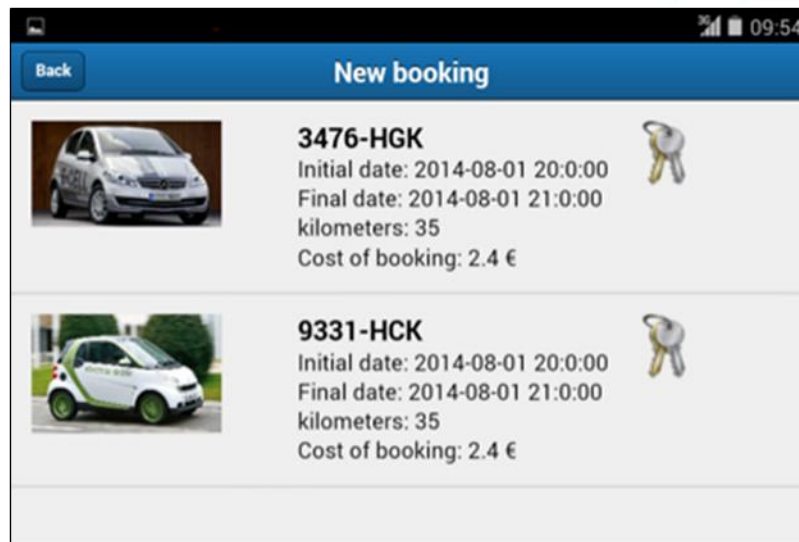 3G 09:54
Back
New booking
3476-HGK
Initial date: 2014-08-01 20:0:00
Final date: 2014-08-01 21:0:00
kilometers: 35
Cost of booking: 2.4 €
9331-HCK
Initial date: 2014-08-01 20:0:00
Final date: 2014-08-01 21:0:00
kilometers: 35
Cost of booking: 2.4 €